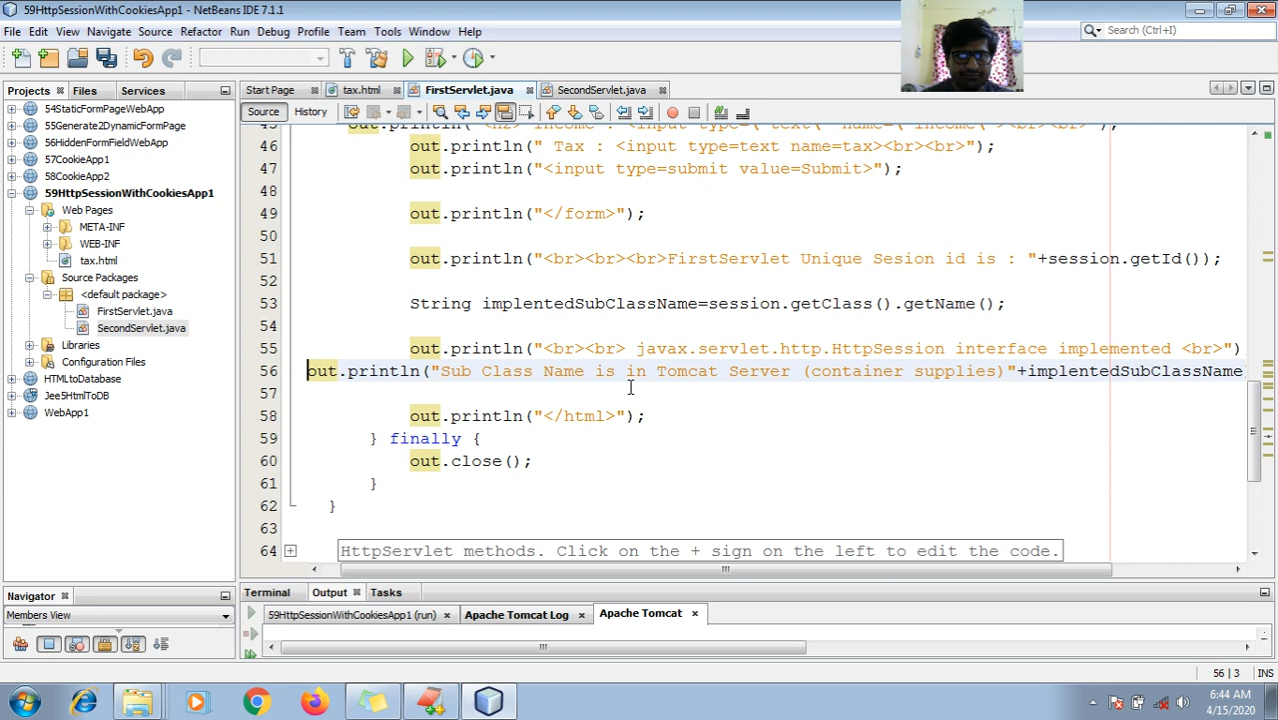 59HttpSessionWithCookiesApp1 - NetBeans IDE 7.1.1
File Edit View Navigate Source Refactor Run Debug Profile Team Tools Window Help
Search (Ctrl+I)
Projects Files Services
Start Page tax.html FirstServlet.java SecondServlet.java
Source History
54StaticFormPageWebApp
55Generate2DynamicFormPage
56HiddenFormFieldWebApp
57CookieApp1
58CookieApp2
59HttpSessionWithCookiesApp1
Web Pages
META-INF
WEB-INF
tax.html
Source Packages
<default package>
FirstServlet.java
SecondServlet.java
Libraries
Configuration Files
HTMLtoDatabase
Jee5HtmlToDB
WebApp1
46 out.println(" Tax : <input type=text name=tax><br><br>");
47 out.println("<input type=submit value=Submit>");
48
49 out.println("</form>");
50
51 out.println("<br><br><br>FirstServlet Unique Sesion id is : "+session.getId());
52
53 String implentedSubClassName=session.getClass().getName();
54
55 out.println("<br><br> javax.servlet.http.HttpSession interface implemented <br>")
56 out.println("Sub Class Name is in Tomcat Server (container supplies)"+implentedSubClassName
57
58 out.println("</html>");
59 } finally {
60 out.close();
61 }
62 }
63
64 HttpServlet methods. Click on the + sign on the left to edit the code.
Navigator
Members View
Terminal Output Tasks
59HttpSessionWithCookiesApp1 (run) Apache Tomcat Log Apache Tomcat
56 | 3 INS
6:44 AM
4/15/2020